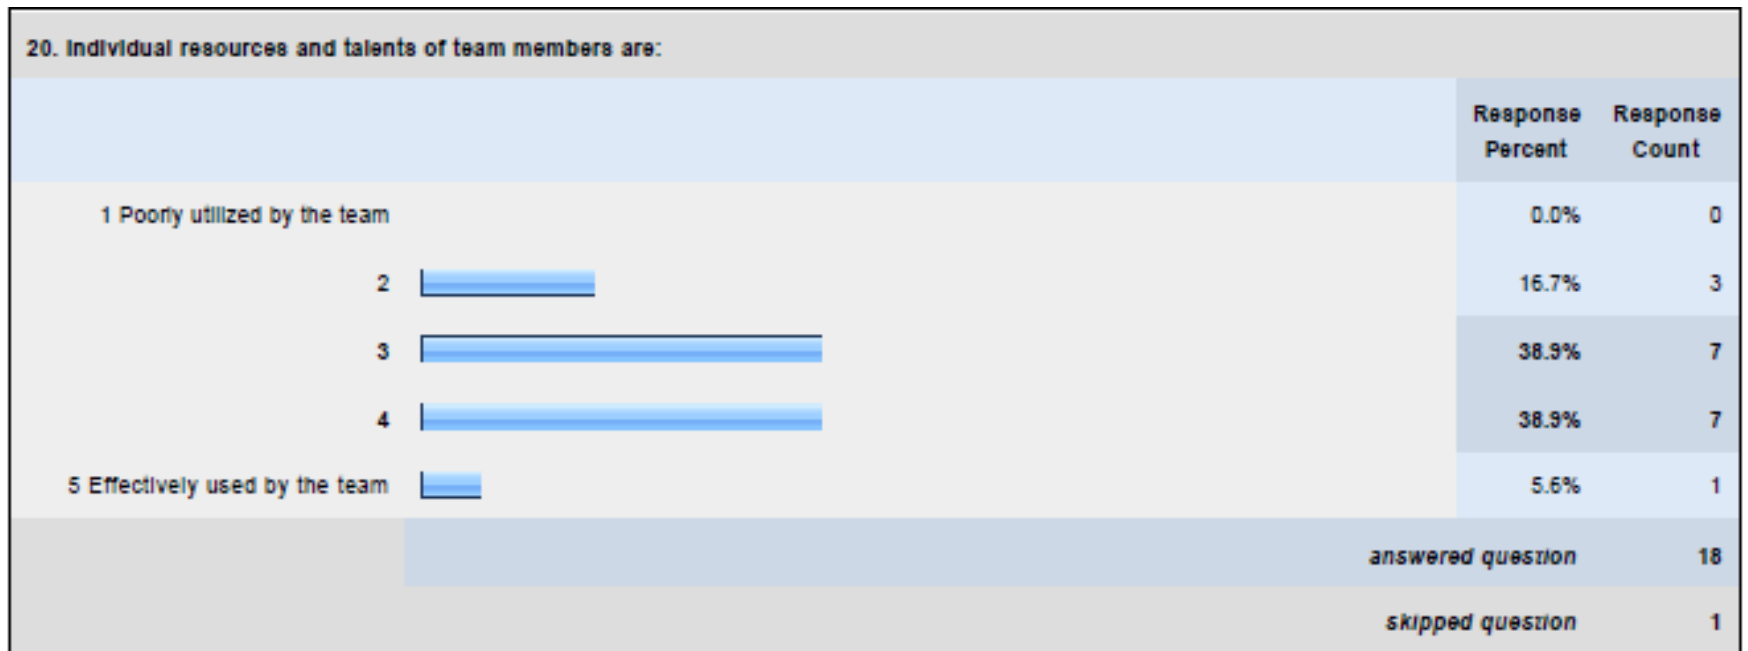 20. Individual resources and talents of team members are:
Response Percent Response Count
1 Poorly utilized by the team 0.0% 0
2 16.7% 3
3 38.9% 7
4 38.9% 7
5 Effectively used by the team 5.6% 1
answered question 18
skipped question 1